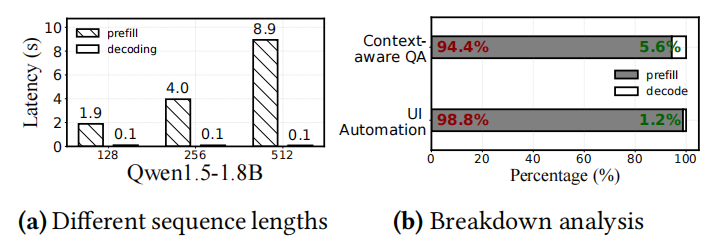 Latency (s)
10
8
6
4
2
0
prefill
decoding
1.9
0.1
4.0
0.1
8.9
0.1
128
256
512
Qwen1.5-1.8B
(a) Different sequence lengths
Context-
aware QA
94.4%
5.6%
prefill
decode
UI
Automation
98.8%
1.2%
0
20
40
60
80
100
Percentage (%)
(b) Breakdown analysis